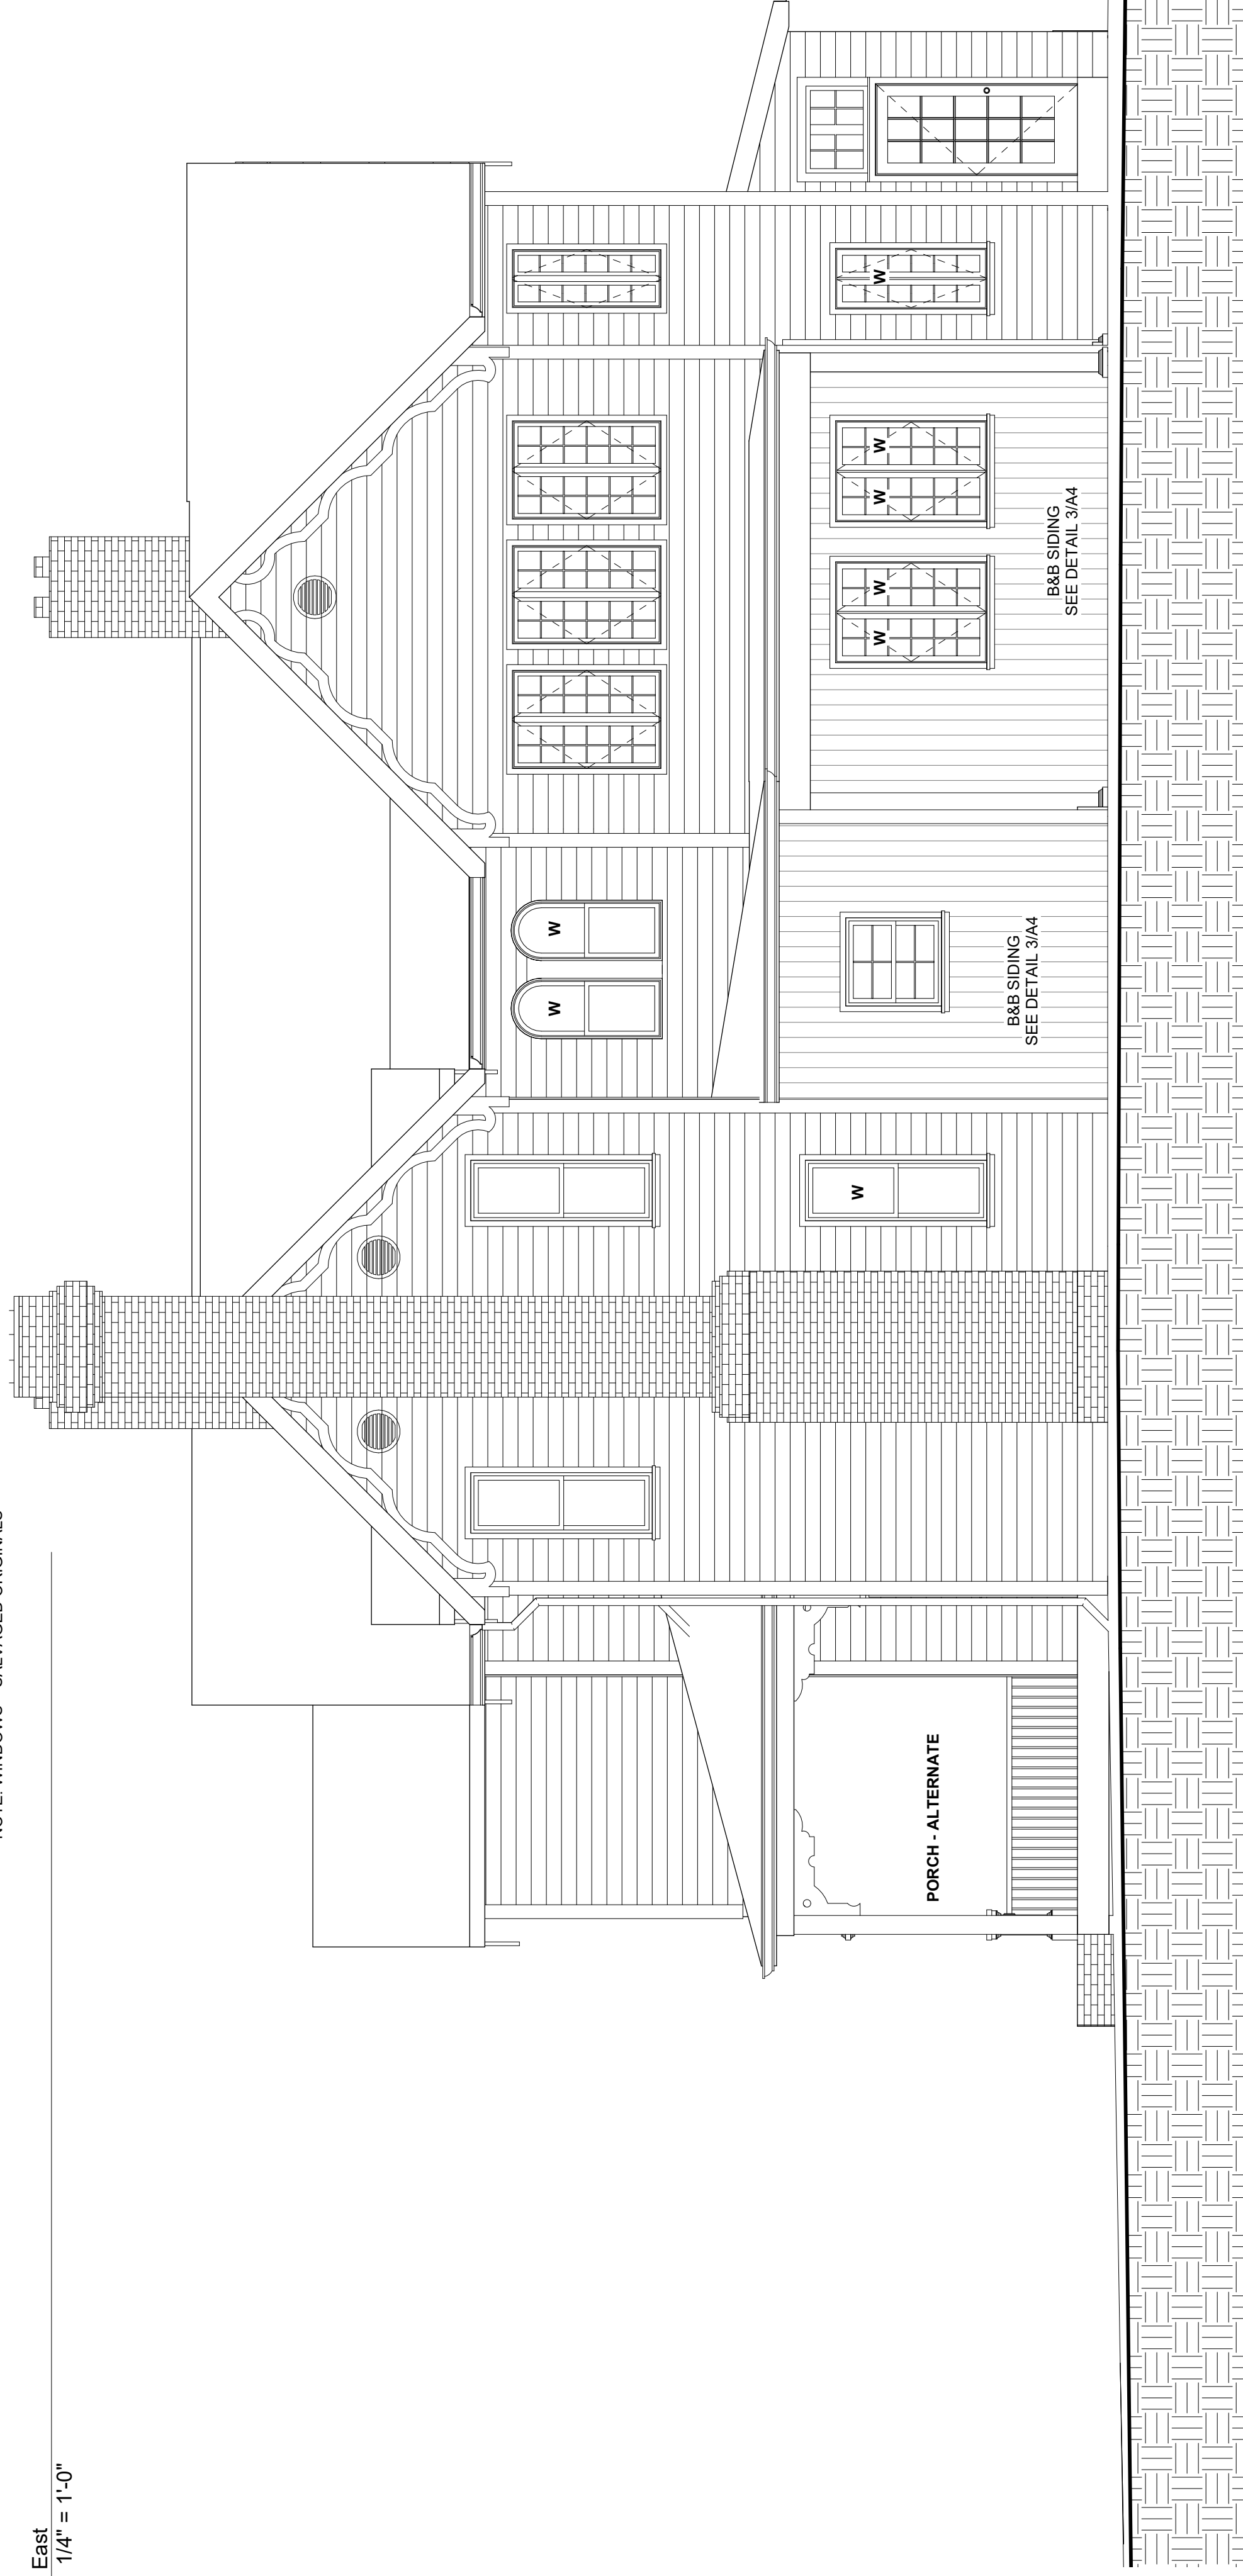 East
1/4" = 1'-0"
W
W
W
W
W
W
W
W
B&B SIDING
SEE DETAIL 3/A4
B&B SIDING
SEE DETAIL 3/A4
PORCH - ALTERNATE